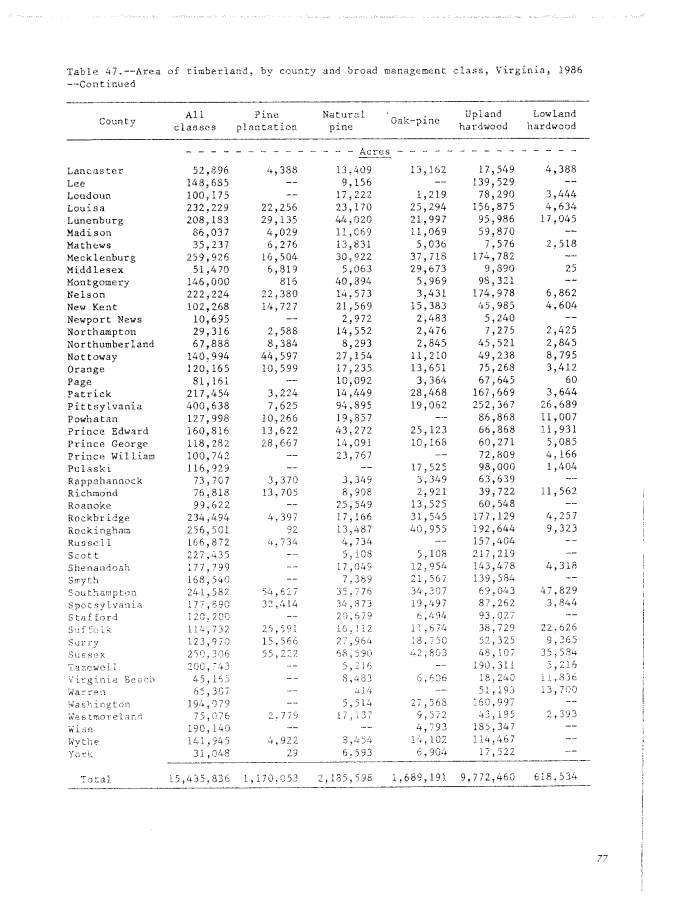 Table 47.--Area of timberland, by county and broad management class, Virginia, 1986
--Continued
County All classes Pine plantation Natural pine Oak-pine Upland hardwood Lowland hardwood
- - - - - - - - - - - - Acres - - - - - - - - - - - -
Lancaster 52,896 4,388 13,409 13,162 17,549 4,388
Lee 148,685 -- 9,156 -- 139,529 --
Loudoun 100,175 -- 17,222 1,219 78,290 3,444
Louisa 232,229 22,256 23,170 25,294 156,875 4,634
Lunenburg 208,183 29,135 44,020 21,997 95,986 17,045
Madison 86,037 4,029 11,069 11,069 59,870 --
Mathews 35,237 6,276 13,831 5,036 7,576 2,518
Mecklenburg 259,926 16,504 30,922 37,718 174,782 --
Middlesex 51,470 6,819 5,063 29,673 9,890 25
Montgomery 146,000 816 40,894 5,969 98,321 --
Nelson 222,224 22,380 14,573 3,431 174,978 6,862
New Kent 102,268 14,727 21,569 15,383 45,985 4,604
Newport News 10,695 -- 2,972 2,483 5,240 --
Northampton 29,316 2,588 14,552 2,476 7,275 2,425
Northumberland 67,888 8,384 8,293 2,845 45,521 2,845
Nottoway 140,994 44,597 27,154 11,210 49,238 8,795
Orange 120,165 10,599 17,235 13,651 75,268 3,412
Page 81,161 -- 10,092 3,364 67,645 60
Patrick 217,454 3,224 14,449 28,468 167,669 3,644
Pittsylvania 400,638 7,625 94,895 19,062 252,367 26,689
Powhatan 127,998 10,266 19,857 -- 86,868 11,007
Prince Edward 160,816 13,622 43,272 25,123 66,868 11,931
Prince George 118,282 28,667 14,091 10,168 60,271 5,085
Prince William 100,742 -- 23,767 -- 72,809 4,166
Pulaski 116,929 -- -- 17,525 98,000 1,404
Rappahannock 73,707 3,370 3,349 3,349 63,639 --
Richmond 76,818 13,705 8,908 2,921 39,722 11,562
Roanoke 99,622 -- 25,549 13,525 60,548 --
Rockbridge 234,494 4,397 17,166 31,545 177,129 4,257
Rockingham 256,501 92 13,487 40,955 192,644 9,323
Russell 166,872 4,734 4,734 -- 157,404 --
Scott 227,435 -- 5,108 5,108 217,219 --
Shenandoah 177,799 -- 17,049 12,954 143,478 4,318
Smyth 168,540 -- 7,389 21,567 139,584 --
Southampton 241,582 54,627 35,776 34,307 69,043 47,829
Spotsylvania 177,890 32,414 34,873 19,497 87,262 3,844
Stafford 120,200 -- 20,679 6,494 93,027 --
Suffolk 114,732 25,591 16,112 11,674 38,729 22,626
Surry 123,970 15,566 27,964 18,750 52,325 9,365
Sussex 250,306 55,222 68,590 42,803 48,107 35,584
Tazewell 200,743 -- 5,216 -- 190,311 5,216
Virginia Beach 45,165 -- 8,483 6,606 18,240 11,836
Warren 65,307 -- 414 -- 51,193 13,700
Washington 194,079 -- 5,514 27,568 160,997 --
Westmoreland 75,076 2,779 17,137 9,572 43,195 2,393
Wise 190,140 -- -- 4,793 185,347 --
Wythe 141,945 4,922 8,454 14,102 114,467 --
York 31,048 29 6,593 6,904 17,522 --
Total 15,435,836 1,170,053 2,185,598 1,689,191 9,772,460 618,534
77